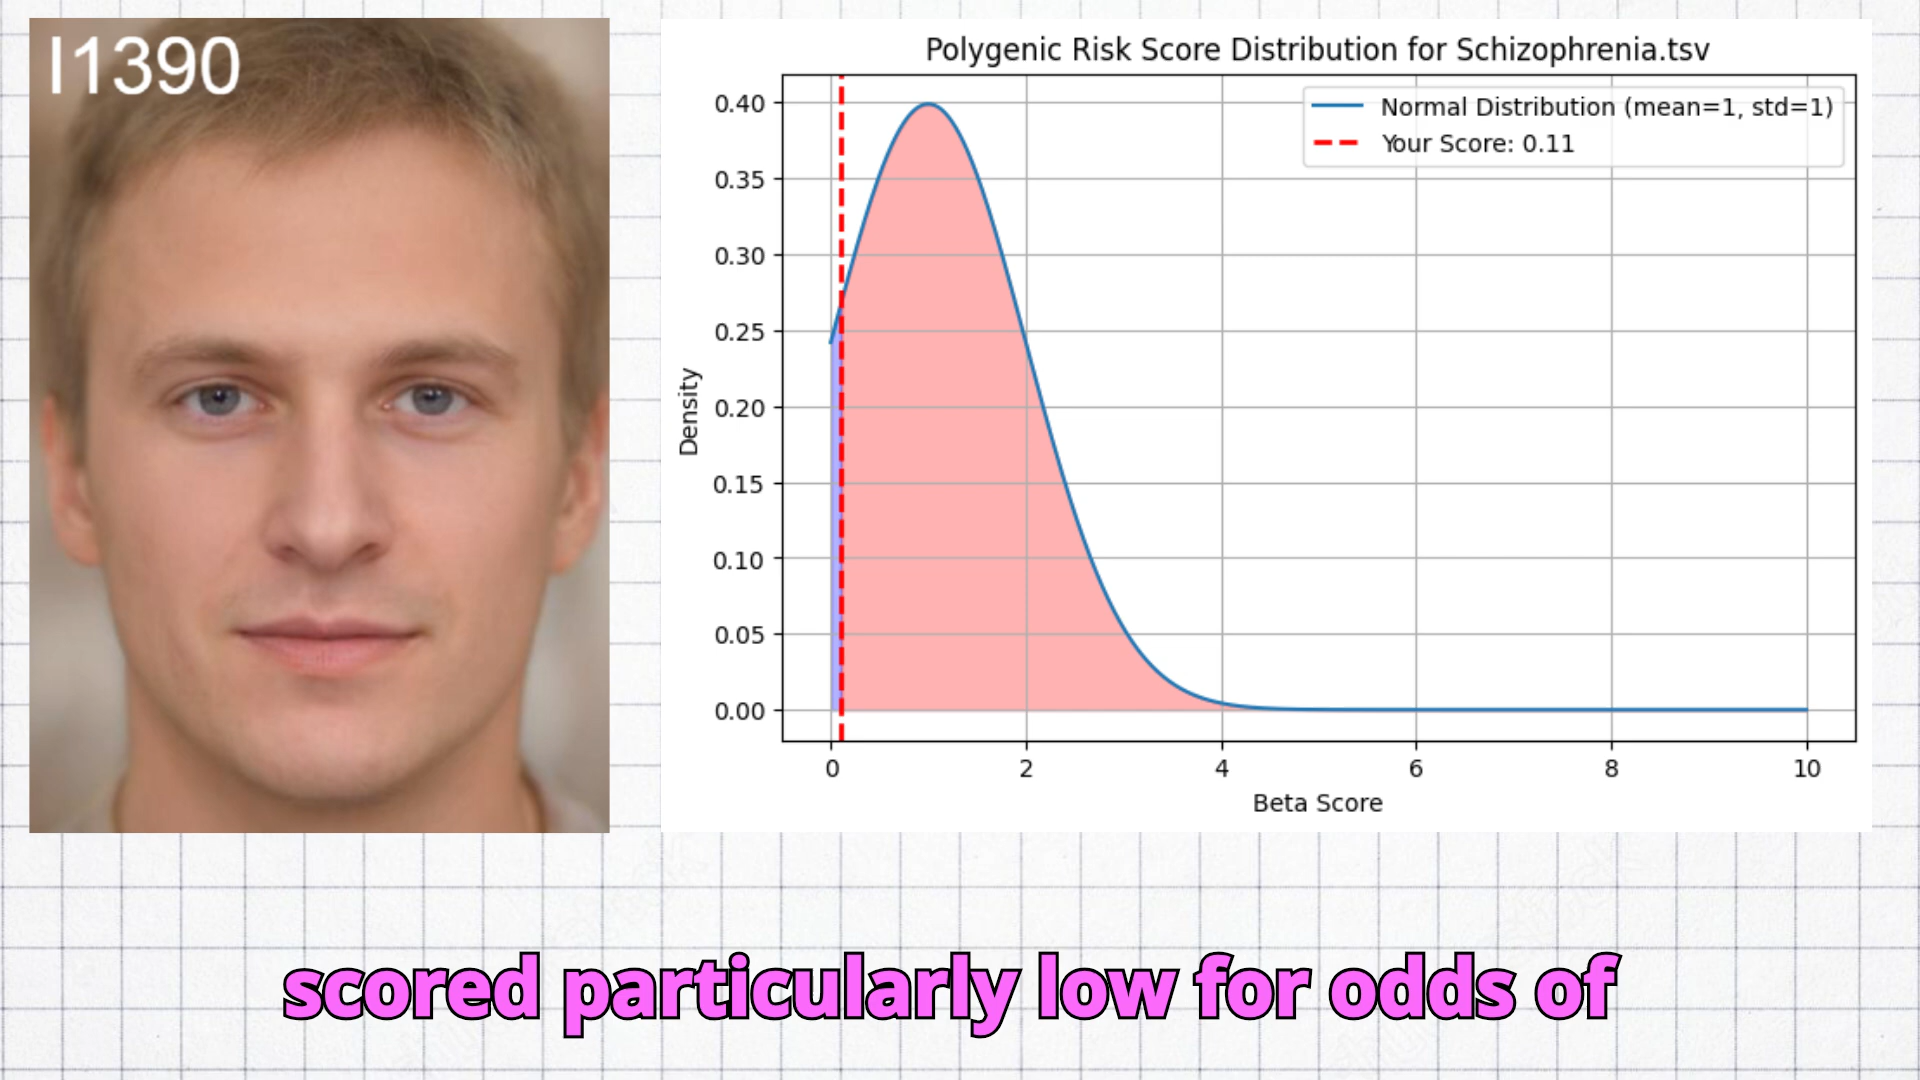 I1390
Polygenic Risk Score Distribution for Schizophrenia.tsv
Normal Distribution (mean=1, std=1)
Your Score: 0.11
Density
0.40
0.35
0.30
0.25
0.20
0.15
0.10
0.05
0.00
0 2 4 6 8 10
Beta Score
scored particularly low for odds of